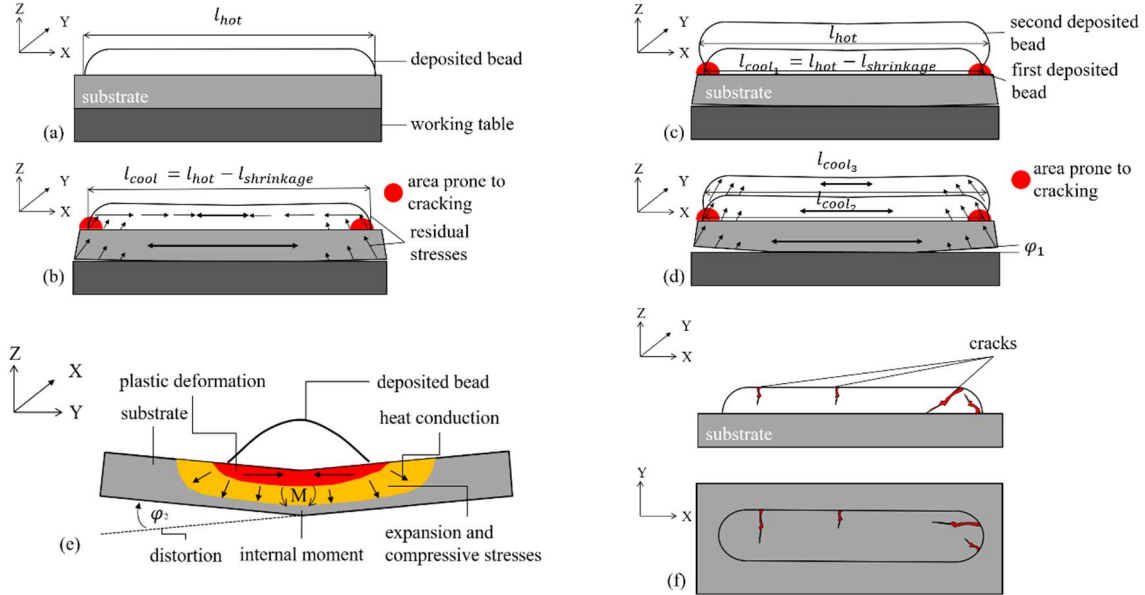 Z
Y
X
l_hot
deposited bead
substrate
working table
(a)
Z
Y
X
l_cool = l_hot − l_shrinkage
area prone to
cracking
residual
stresses
(b)
Z
Y
X
l_hot
l_cool₁ = l_hot − l_shrinkage
second deposited
bead
first deposited
bead
substrate
(c)
Z
Y
X
l_cool₃
l_cool₂
area prone to
cracking
φ₁
(d)
Z
X
Y
plastic deformation
substrate
deposited bead
heat conduction
M
φ₂
distortion
internal moment
expansion and
compressive stresses
(e)
Z
Y
X
cracks
substrate
Y
X
(f)